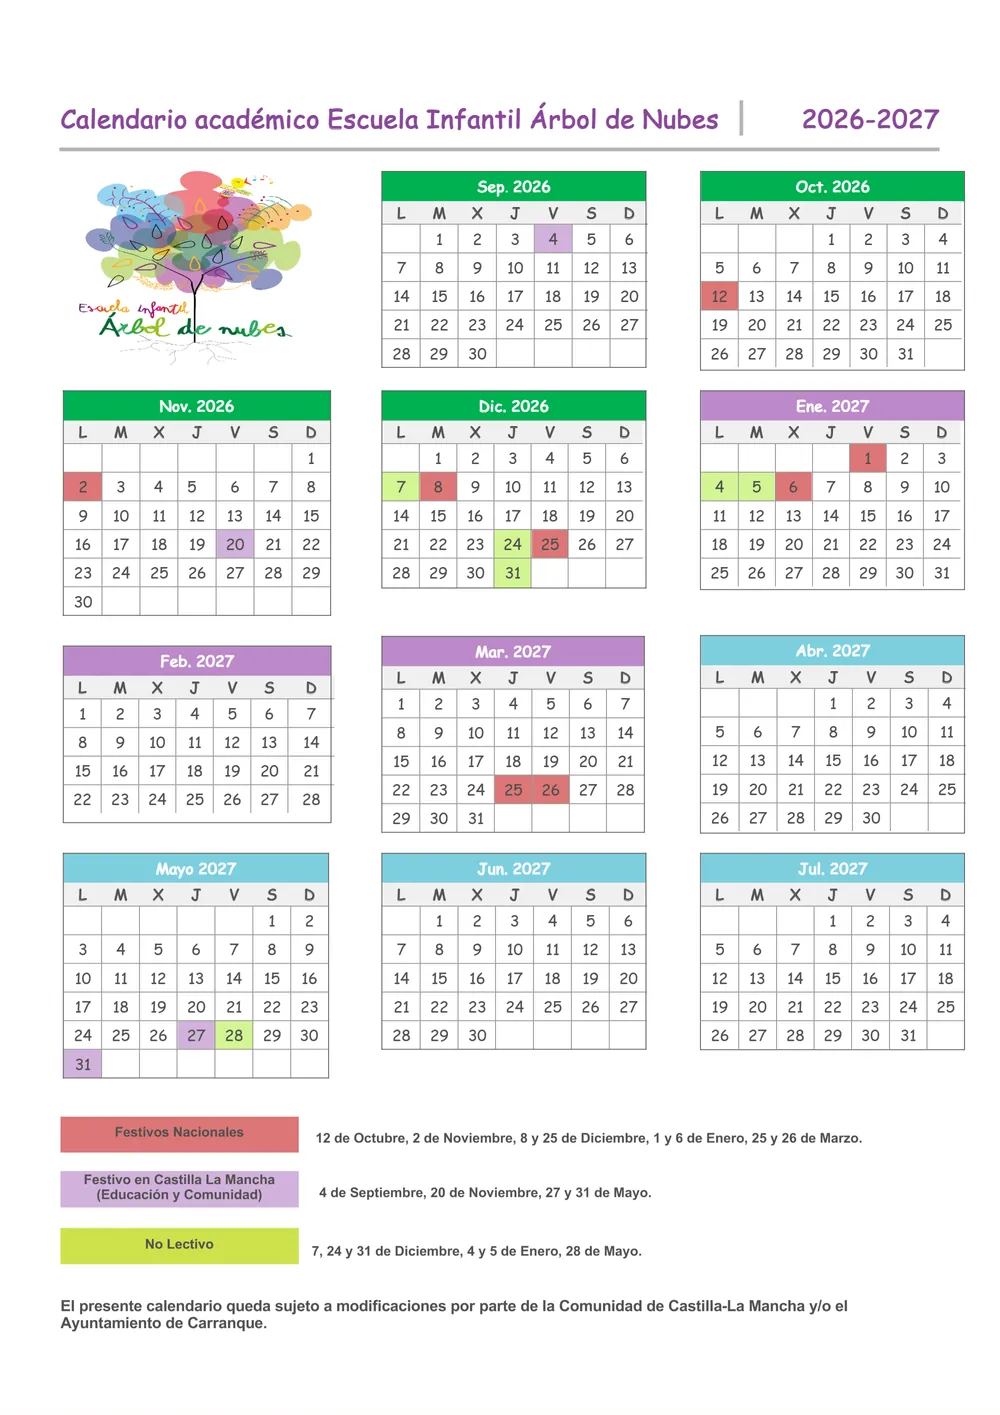 Calendario académico Escuela Infantil Árbol de Nubes | 2026-2027
Escuela infantil
Árbol de nubes
Sep. 2026
L M X J V S D
1 2 3 4 5 6
7 8 9 10 11 12 13
14 15 16 17 18 19 20
21 22 23 24 25 26 27
28 29 30
Oct. 2026
L M X J V S D
1 2 3 4
5 6 7 8 9 10 11
12 13 14 15 16 17 18
19 20 21 22 23 24 25
26 27 28 29 30 31
Nov. 2026
L M X J V S D
1
2 3 4 5 6 7 8
9 10 11 12 13 14 15
16 17 18 19 20 21 22
23 24 25 26 27 28 29
30
Dic. 2026
L M X J V S D
1 2 3 4 5 6
7 8 9 10 11 12 13
14 15 16 17 18 19 20
21 22 23 24 25 26 27
28 29 30 31
Ene. 2027
L M X J V S D
1 2 3
4 5 6 7 8 9 10
11 12 13 14 15 16 17
18 19 20 21 22 23 24
25 26 27 28 29 30 31
Feb. 2027
L M X J V S D
1 2 3 4 5 6 7
8 9 10 11 12 13 14
15 16 17 18 19 20 21
22 23 24 25 26 27 28
Mar. 2027
L M X J V S D
1 2 3 4 5 6 7
8 9 10 11 12 13 14
15 16 17 18 19 20 21
22 23 24 25 26 27 28
29 30 31
Abr. 2027
L M X J V S D
1 2 3 4
5 6 7 8 9 10 11
12 13 14 15 16 17 18
19 20 21 22 23 24 25
26 27 28 29 30
Mayo 2027
L M X J V S D
1 2
3 4 5 6 7 8 9
10 11 12 13 14 15 16
17 18 19 20 21 22 23
24 25 26 27 28 29 30
31
Jun. 2027
L M X J V S D
1 2 3 4 5 6
7 8 9 10 11 12 13
14 15 16 17 18 19 20
21 22 23 24 25 26 27
28 29 30
Jul. 2027
L M X J V S D
1 2 3 4
5 6 7 8 9 10 11
12 13 14 15 16 17 18
19 20 21 22 23 24 25
26 27 28 29 30 31
Festivos Nacionales
12 de Octubre, 2 de Noviembre, 8 y 25 de Diciembre, 1 y 6 de Enero, 25 y 26 de Marzo.
Festivo en Castilla La Mancha
(Educación y Comunidad)
4 de Septiembre, 20 de Noviembre, 27 y 31 de Mayo.
No Lectivo
7, 24 y 31 de Diciembre, 4 y 5 de Enero, 28 de Mayo.
El presente calendario queda sujeto a modificaciones por parte de la Comunidad de Castilla-La Mancha y/o el
Ayuntamiento de Carranque.